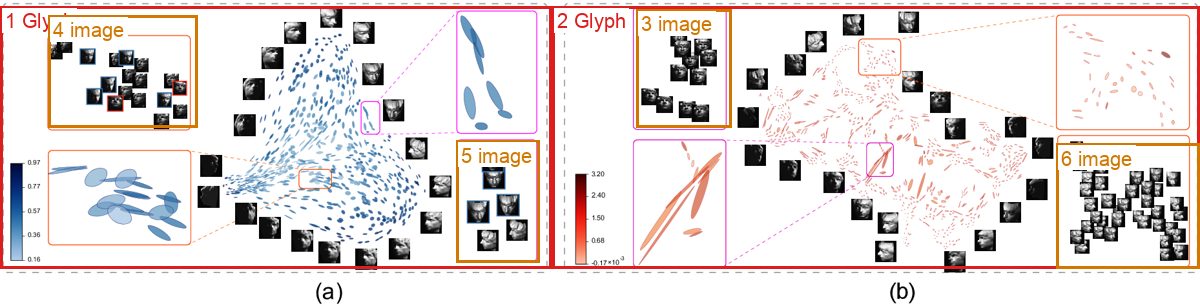 1 Glyph
4 image
5 image
0.97
0.78
0.57
0.36
0.16
(a)
2 Glyph
3 image
6 image
3.20
2.40
1.50
0.68
-0.17×10⁻³
(b)